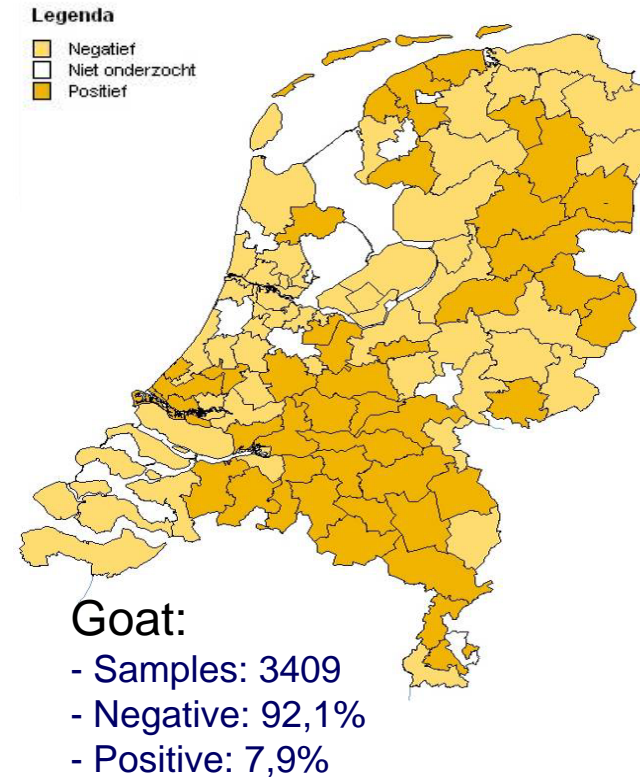 Legenda
Negatief
Niet onderzocht
Positief
Goat:
- Samples: 3409
- Negative: 92,1%
- Positive: 7,9%